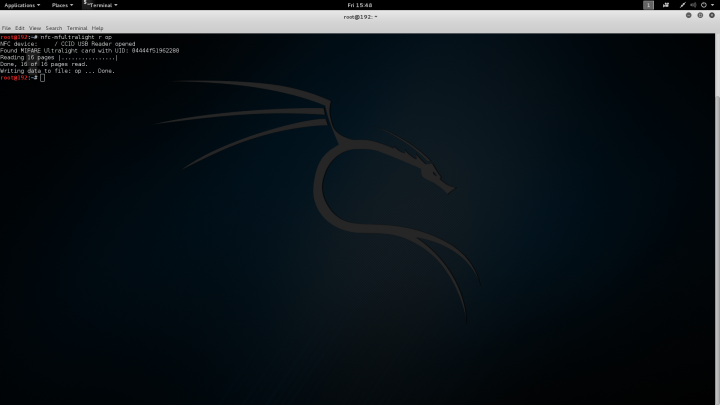 Applications Places Terminal Fri 15:48 1
root@192: ~
File Edit View Search Terminal Help
root@192:~# nfc-mfultralight r op
NFC device: / CCID USB Reader opened
Found MIFARE Ultralight card with UID: 04444f51962280
Reading 16 pages |................|
Done, 16 of 16 pages read.
Writing data to file: op ... Done.
root@192:~#